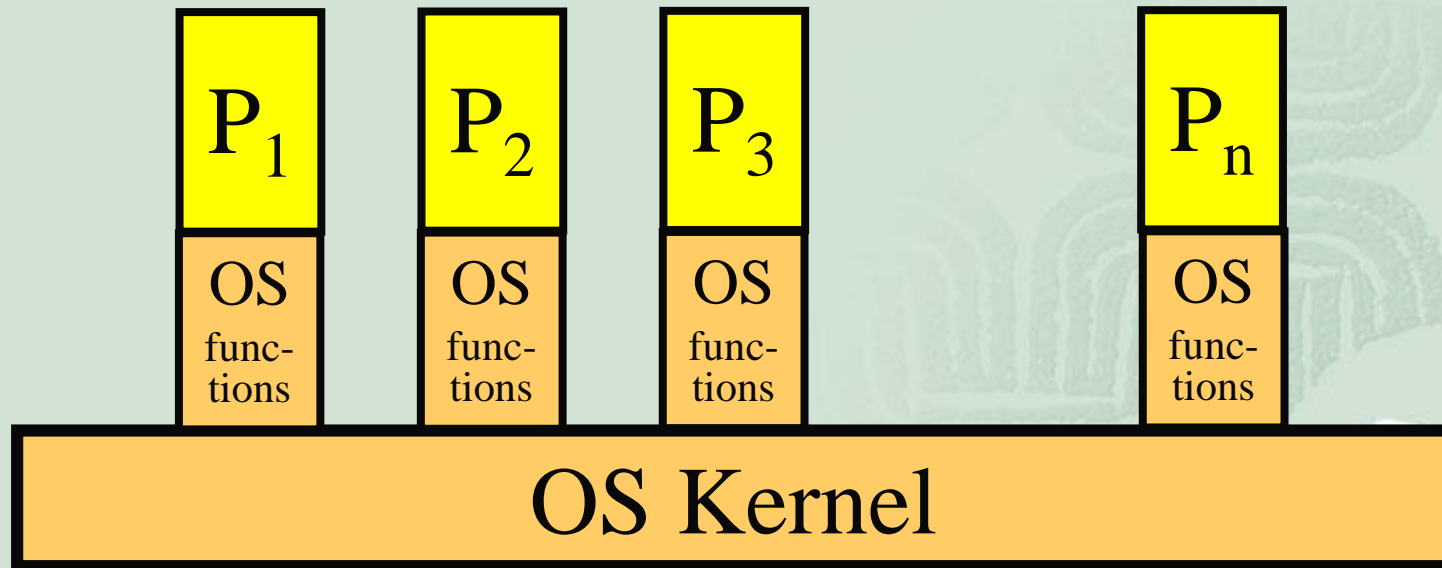 P₁ P₂ P₃ Pₙ
OS OS OS OS
func- func- func- func-
tions tions tions tions
OS Kernel